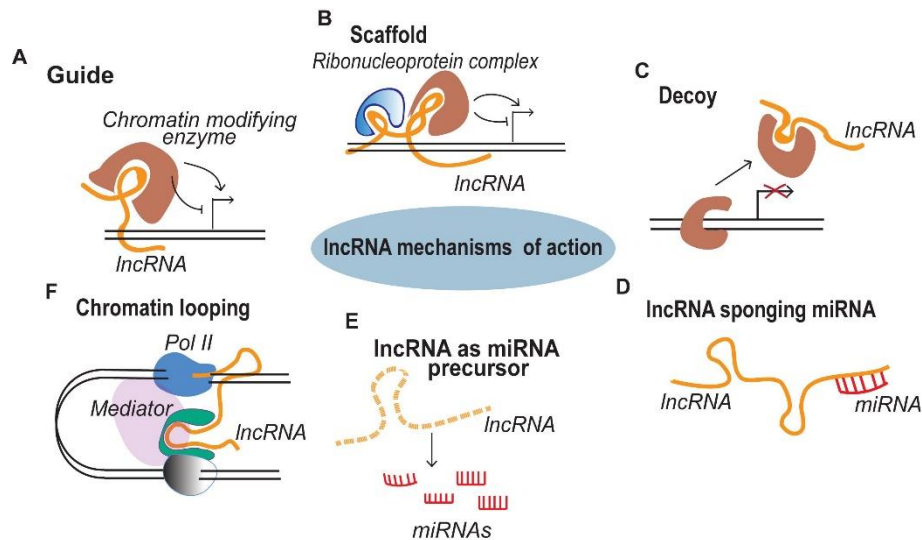 A
Guide
Chromatin modifying
enzyme
lncRNA
B
Scaffold
Ribonucleoprotein complex
lncRNA
C
Decoy
lncRNA
lncRNA mechanisms of action
D
lncRNA sponging miRNA
lncRNA
miRNA
E
lncRNA as miRNA
precursor
lncRNA
miRNAs
F
Chromatin looping
Pol II
Mediator
lncRNA